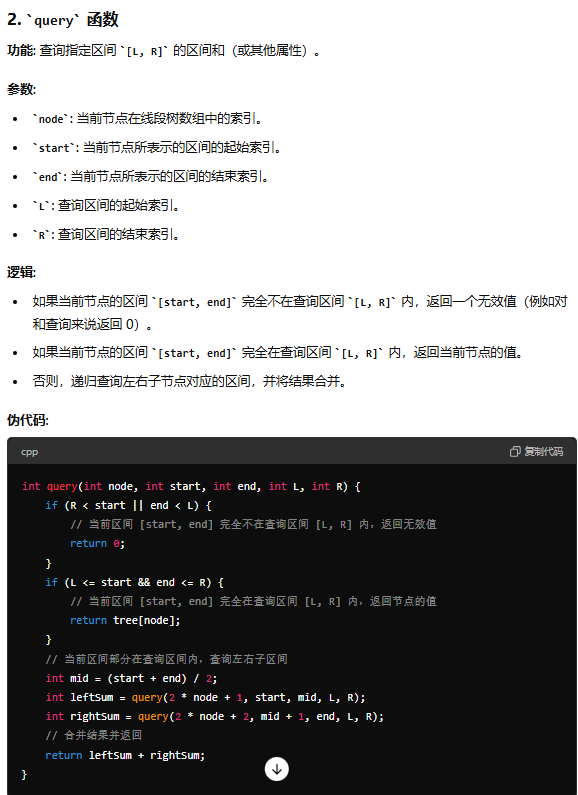 2. `query` 函数
功能: 查询指定区间 `[L, R]` 的区间和（或其他属性）。
参数:
• `node`: 当前节点在线段树数组中的索引。
• `start`: 当前节点所表示的区间的起始索引。
• `end`: 当前节点所表示的区间的结束索引。
• `L`: 查询区间的起始索引。
• `R`: 查询区间的结束索引。
逻辑:
• 如果当前节点的区间 `[start, end]` 完全不在查询区间 `[L, R]` 内，返回一个无效值（例如对
和查询来说返回 0）。
• 如果当前节点的区间 `[start, end]` 完全在查询区间 `[L, R]` 内，返回当前节点的值。
• 否则，递归查询左右子节点对应的区间，并将结果合并。
伪代码:
cpp 复制代码
int query(int node, int start, int end, int L, int R) {
    if (R < start || end < L) {
        // 当前区间 [start, end] 完全不在查询区间 [L, R] 内，返回无效值
        return 0;
    }
    if (L <= start && end <= R) {
        // 当前区间 [start, end] 完全在查询区间 [L, R] 内，返回节点的值
        return tree[node];
    }
    // 当前区间部分在查询区间内，查询左右子区间
    int mid = (start + end) / 2;
    int leftSum = query(2 * node + 1, start, mid, L, R);
    int rightSum = query(2 * node + 2, mid + 1, end, L, R);
    // 合并结果并返回
    return leftSum + rightSum;
}